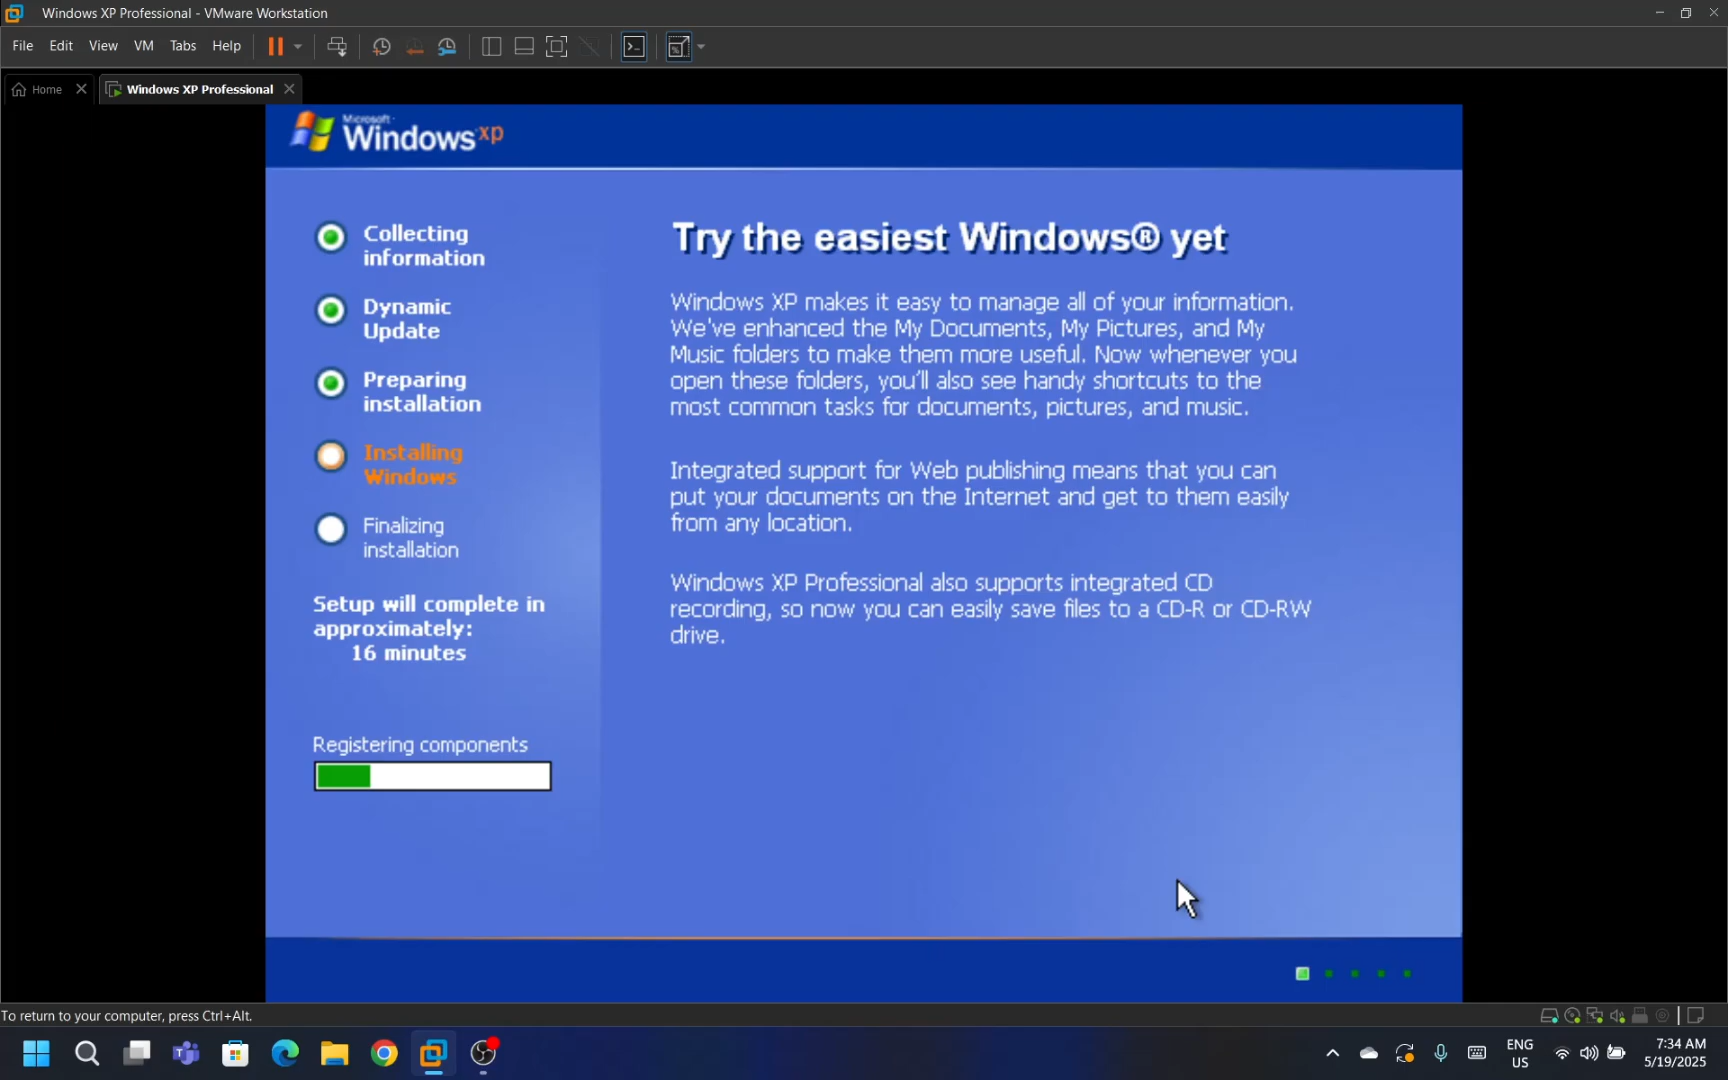 Windows XP Professional - VMware Workstation
File Edit View VM Tabs Help
Home
Windows XP Professional
Microsoft
Windows xp
Collecting
information
Dynamic
Update
Preparing
installation
Installing
Windows
Finalizing
installation
Setup will complete in
approximately:
16 minutes
Registering components
Try the easiest Windows® yet
Windows XP makes it easy to manage all of your information.
We've enhanced the My Documents, My Pictures, and My
Music folders to make them more useful. Now whenever you
open these folders, you'll also see handy shortcuts to the
most common tasks for documents, pictures, and music.
Integrated support for Web publishing means that you can
put your documents on the Internet and get to them easily
from any location.
Windows XP Professional also supports integrated CD
recording, so now you can easily save files to a CD-R or CD-RW
drive.
To return to your computer, press Ctrl+Alt.
ENG
US
7:34 AM
5/19/2025